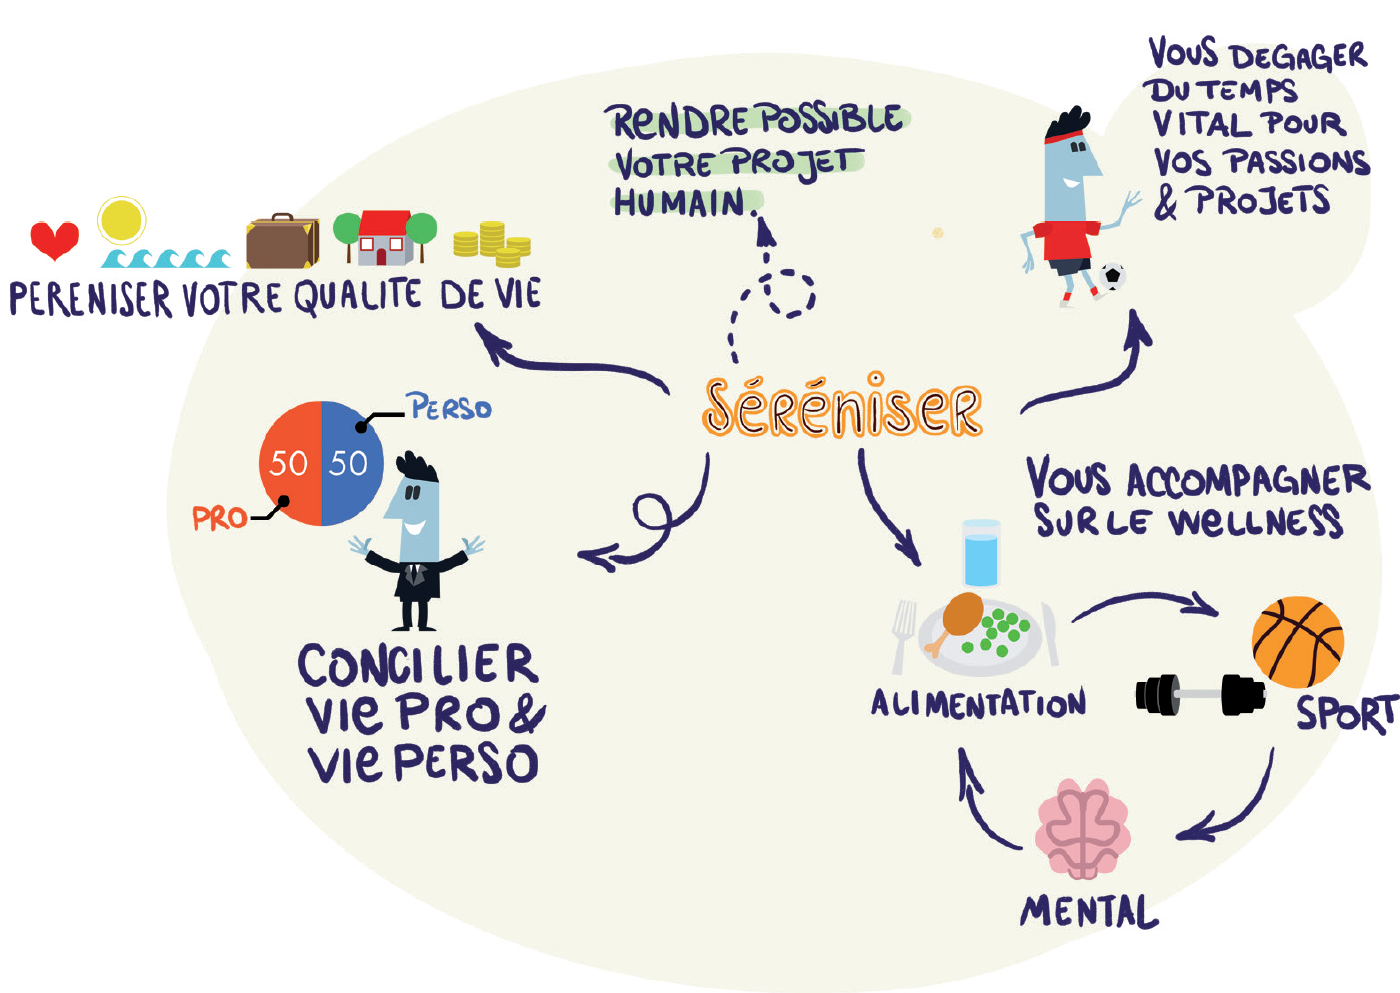 RENDRE POSSIBLE
VOTRE PROJET
HUMAIN.
VOUS DEGAGER
DU TEMPS
VITAL POUR
VOS PASSIONS
& PROJETS
PERENISER VOTRE QUALITE DE VIE
SÉRÉNISER
PERSO
50 50
PRO
CONCILIER
VIE PRO &
VIE PERSO
VOUS ACCOMPAGNER
SUR LE WELLNESS
ALIMENTATION
SPORT
MENTAL